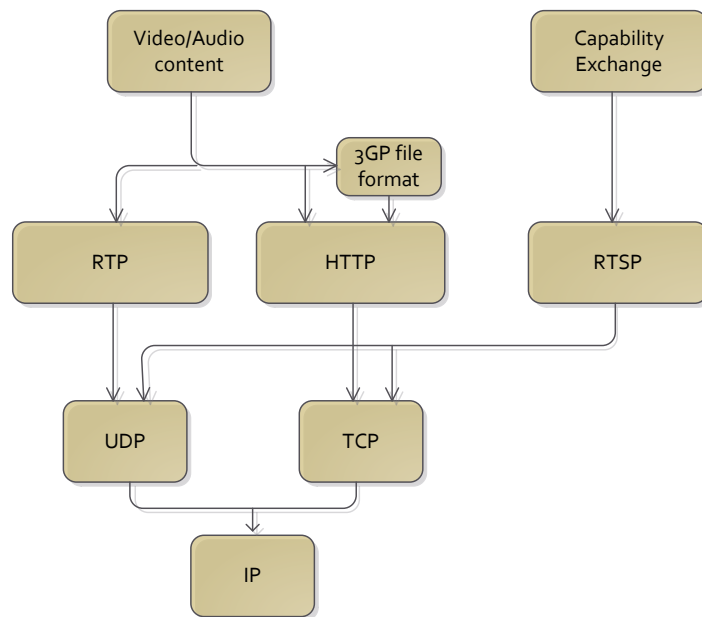 Video/Audio
content
Capability
Exchange
3GP file
format
RTP
HTTP
RTSP
UDP
TCP
IP